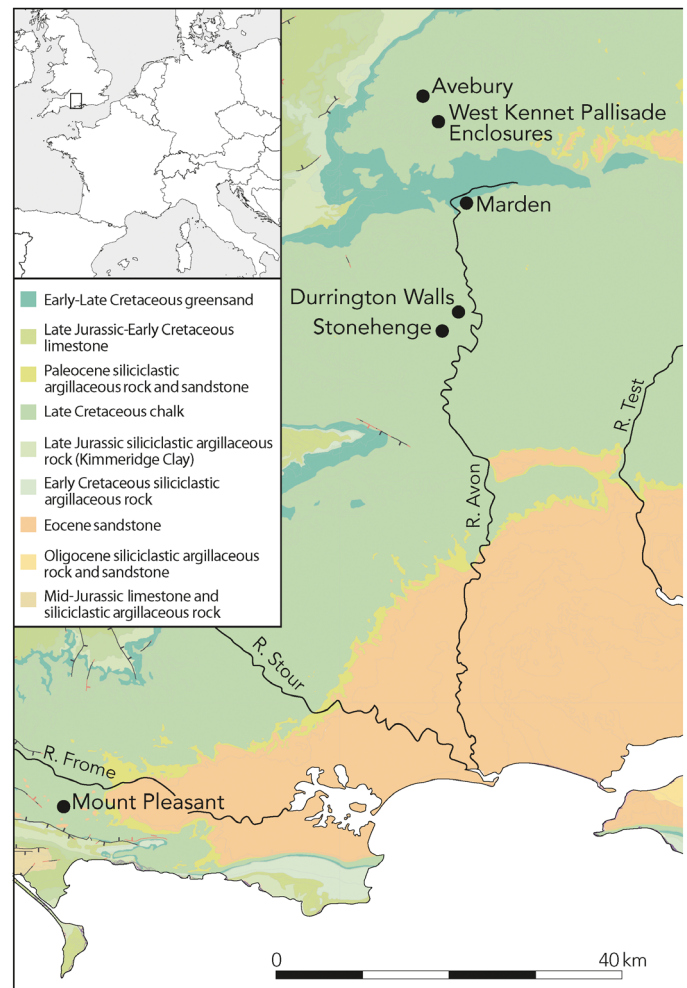 Avebury
West Kennet Pallisade
Enclosures
Marden
Durrington Walls
Stonehenge
R. Test
R. Avon
R. Stour
R. Frome
Mount Pleasant
Early-Late Cretaceous greensand
Late Jurassic-Early Cretaceous
limestone
Paleocene siliciclastic
argillaceous rock and sandstone
Late Cretaceous chalk
Late Jurassic siliciclastic argillaceous
rock (Kimmeridge Clay)
Early Cretaceous siliciclastic
argillaceous rock
Eocene sandstone
Oligocene siliciclastic argillaceous
rock and sandstone
Mid-Jurassic limestone and
siliciclastic argillaceous rock
0 40 km